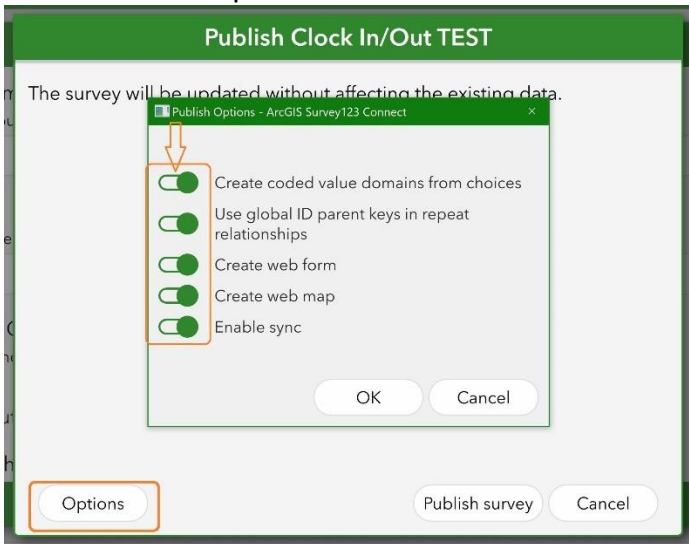 Publish Clock In/Out TEST
The survey will be updated without affecting the existing data.
Publish Options - ArcGIS Survey123 Connect
Create coded value domains from choices
Use global ID parent keys in repeat
relationships
Create web form
Create web map
Enable sync
OK Cancel
Options Publish survey Cancel